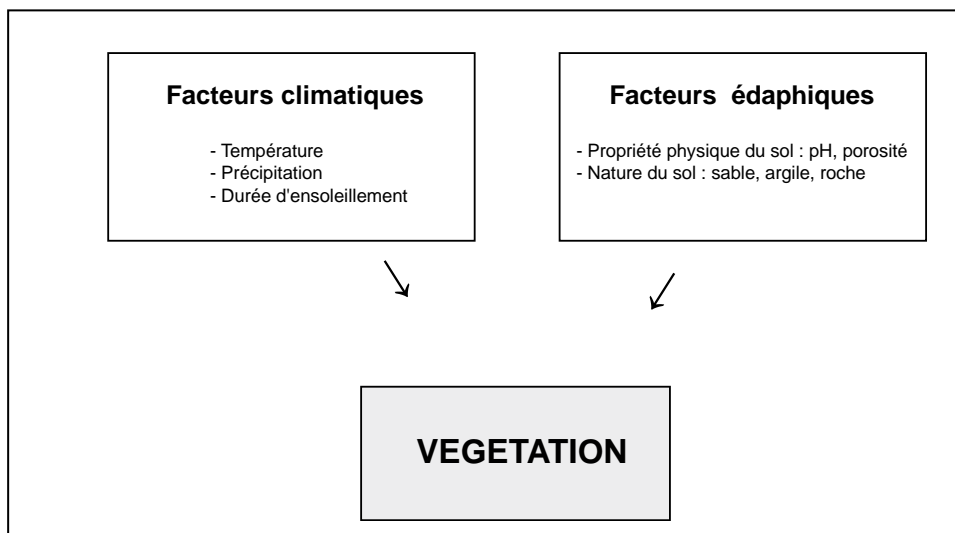 Facteurs climatiques
- Température
- Précipitation
- Durée d'ensoleillement
Facteurs édaphiques
- Propriété physique du sol : pH, porosité
- Nature du sol : sable, argile, roche
VEGETATION